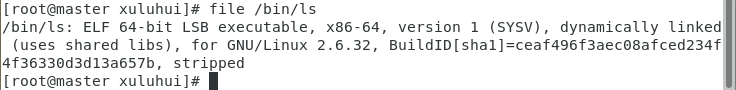 [root@master xuluhui]# file /bin/ls
/bin/ls: ELF 64-bit LSB executable, x86-64, version 1 (SYSV), dynamically linked
 (uses shared libs), for GNU/Linux 2.6.32, BuildID[sha1]=ceaf496f3aec08afced234f
4f36330d3d13a657b, stripped
[root@master xuluhui]#